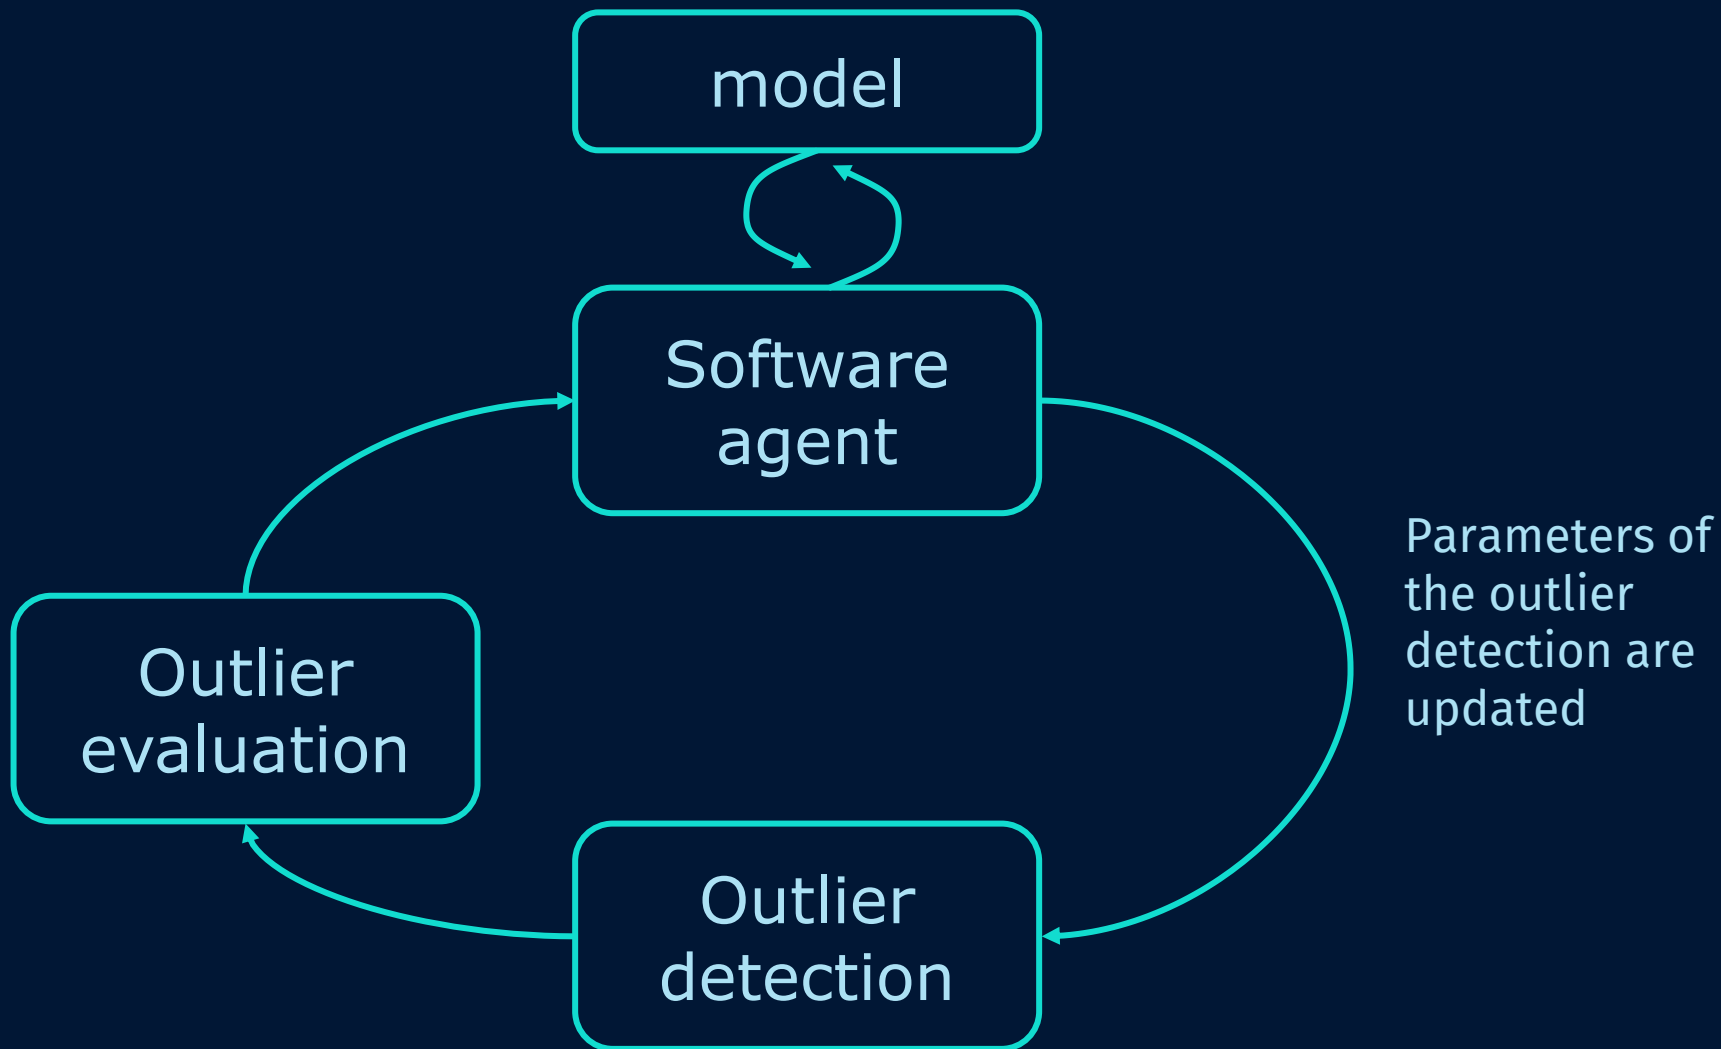 model
Software
agent
Parameters of
the outlier
detection are
updated
Outlier
evaluation
Outlier
detection